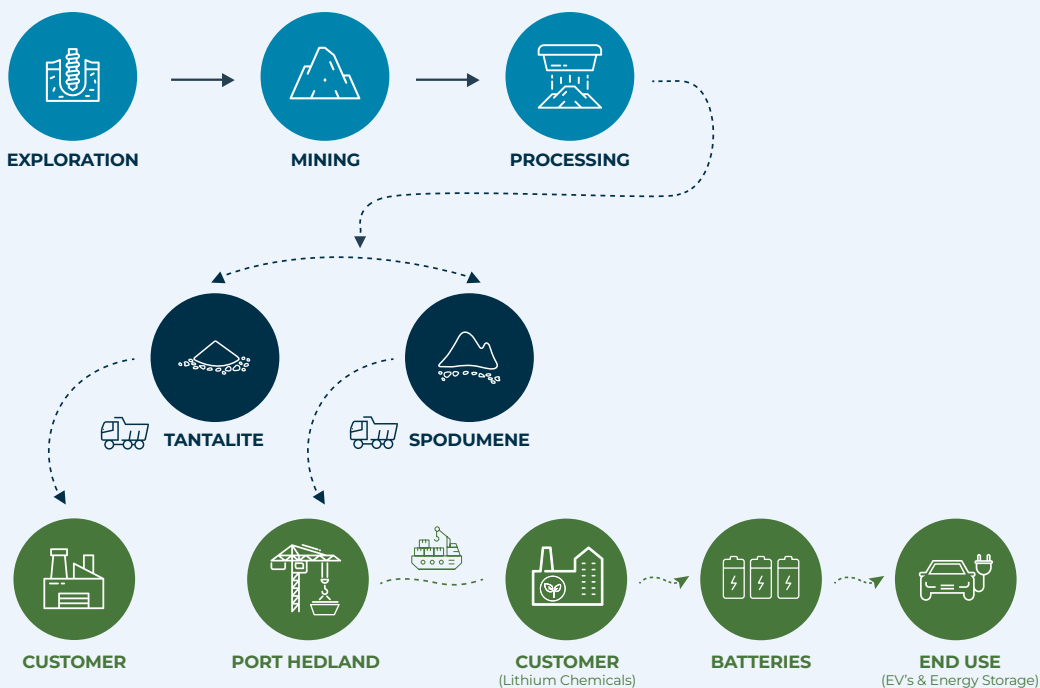 EXPLORATION
MINING
PROCESSING
TANTALITE
SPODUMENE
CUSTOMER
PORT HEDLAND
CUSTOMER
(Lithium Chemicals)
BATTERIES
END USE
(EV's & Energy Storage)